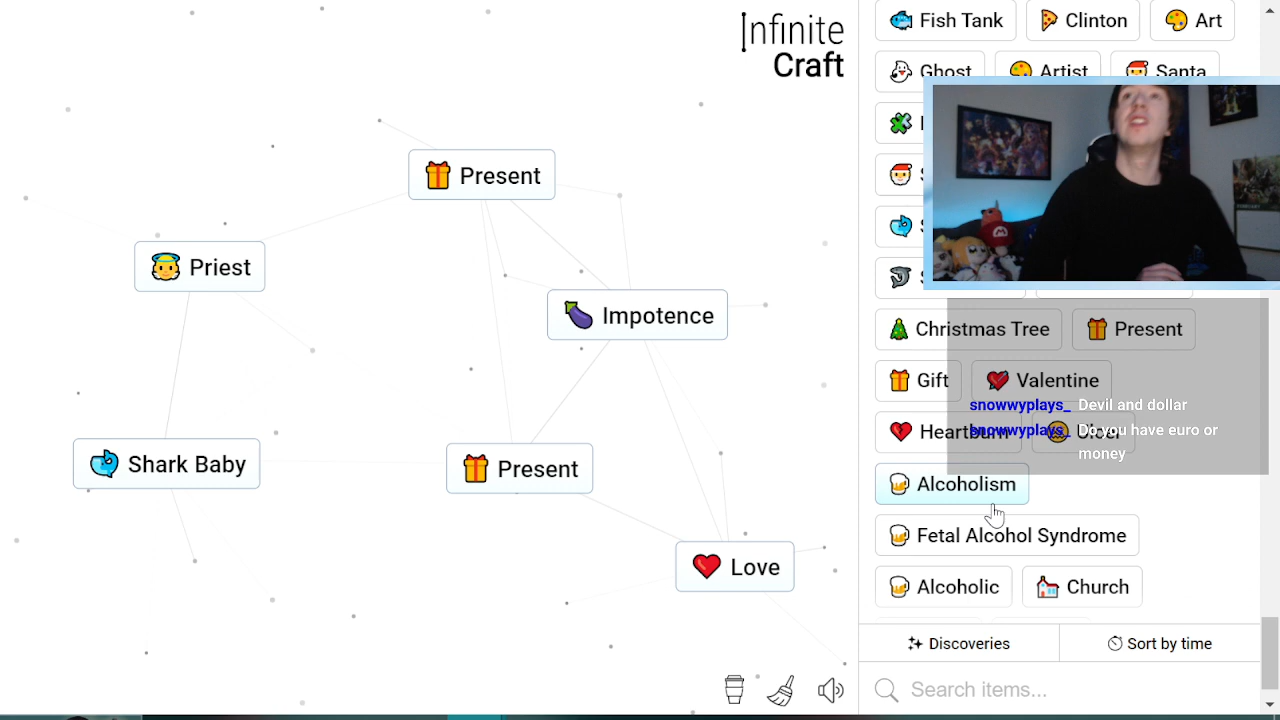 Infinite
Craft
Present
Priest
Impotence
Shark Baby
Present
Love
Fish Tank
Clinton
Art
Ghost
Artist
Santa
Christmas Tree
Present
Gift
Valentine
snowwyplays_ Devil and dollar
Heartburn
Ulcer
snowwyplays_ Do you have euro or
money
Alcoholism
Fetal Alcohol Syndrome
Alcoholic
Church
Discoveries
Sort by time
Search items...